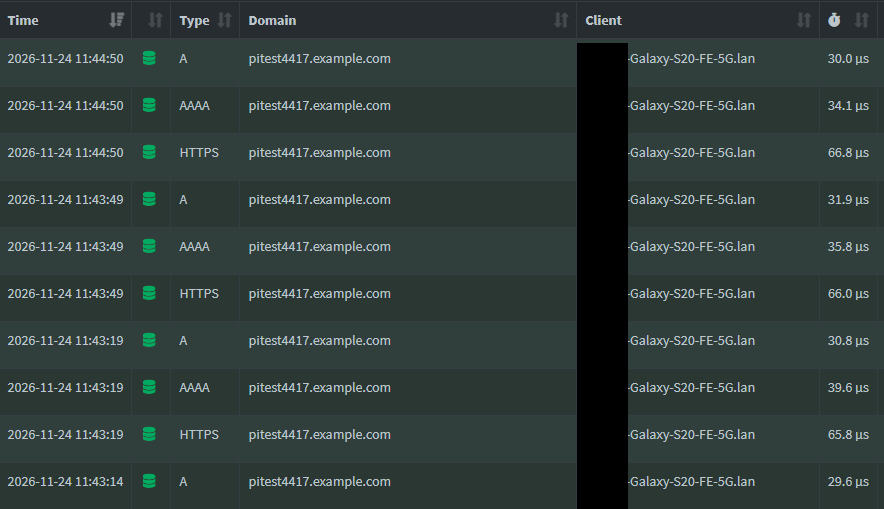 Time Type Domain Client
2026-11-24 11:44:50 A pitest4417.example.com -Galaxy-S20-FE-5G.lan 30.0 µs
2026-11-24 11:44:50 AAAA pitest4417.example.com -Galaxy-S20-FE-5G.lan 34.1 µs
2026-11-24 11:44:50 HTTPS pitest4417.example.com -Galaxy-S20-FE-5G.lan 66.8 µs
2026-11-24 11:43:49 A pitest4417.example.com -Galaxy-S20-FE-5G.lan 31.9 µs
2026-11-24 11:43:49 AAAA pitest4417.example.com -Galaxy-S20-FE-5G.lan 35.8 µs
2026-11-24 11:43:49 HTTPS pitest4417.example.com -Galaxy-S20-FE-5G.lan 66.0 µs
2026-11-24 11:43:19 A pitest4417.example.com -Galaxy-S20-FE-5G.lan 30.8 µs
2026-11-24 11:43:19 AAAA pitest4417.example.com -Galaxy-S20-FE-5G.lan 39.6 µs
2026-11-24 11:43:19 HTTPS pitest4417.example.com -Galaxy-S20-FE-5G.lan 65.8 µs
2026-11-24 11:43:14 A pitest4417.example.com -Galaxy-S20-FE-5G.lan 29.6 µs